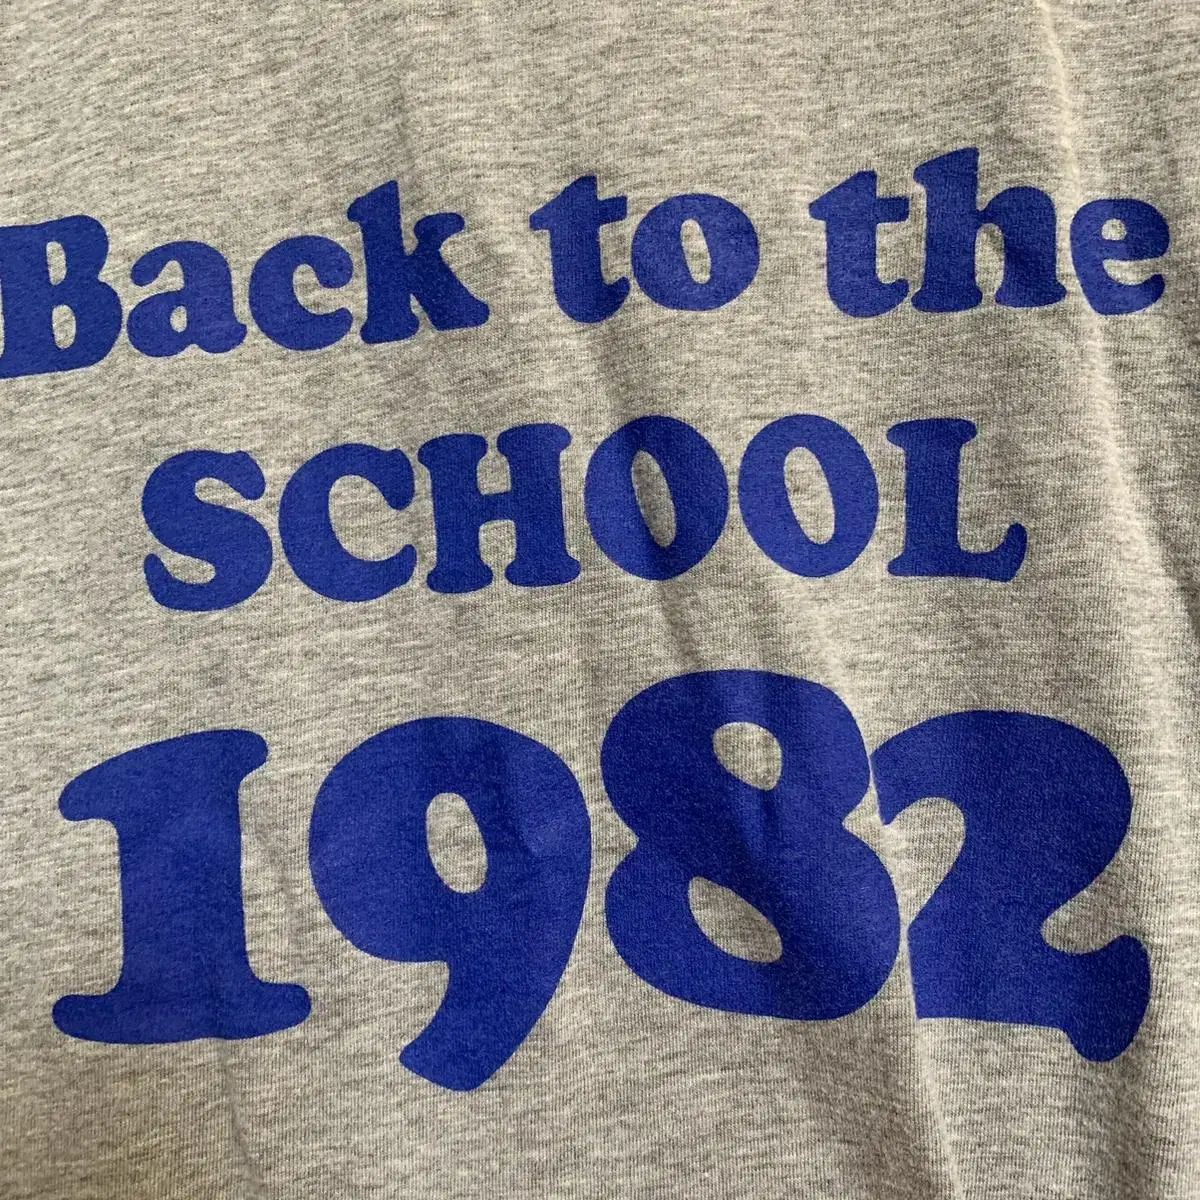 Back to the
SCHOOL
1982